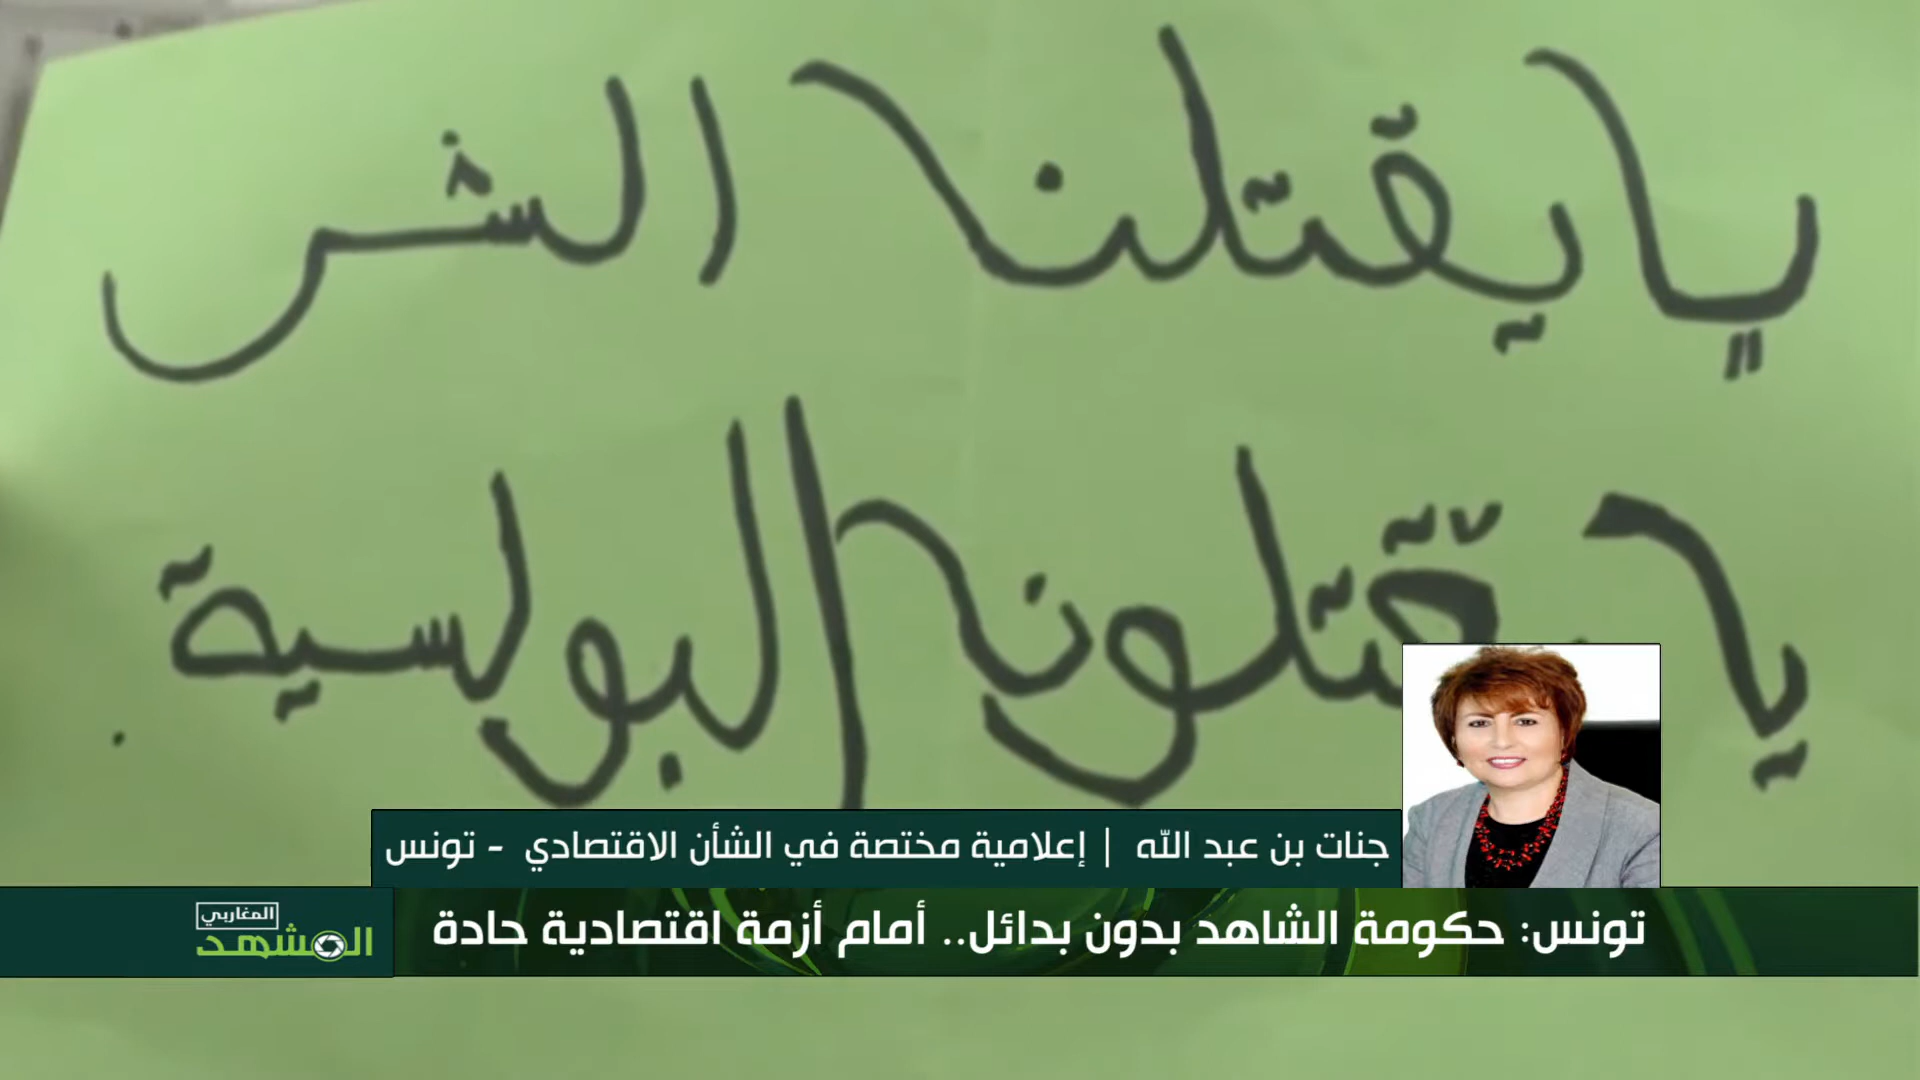 يا يقتلنا الشر
يا يقتلونا البولسية
جنات بن عبد الله | إعلامية مختصة في الشأن الاقتصادي - تونس
تونس: حكومة الشاهد بدون بدائل.. أمام أزمة اقتصادية حادة
المغاربي
المشهد